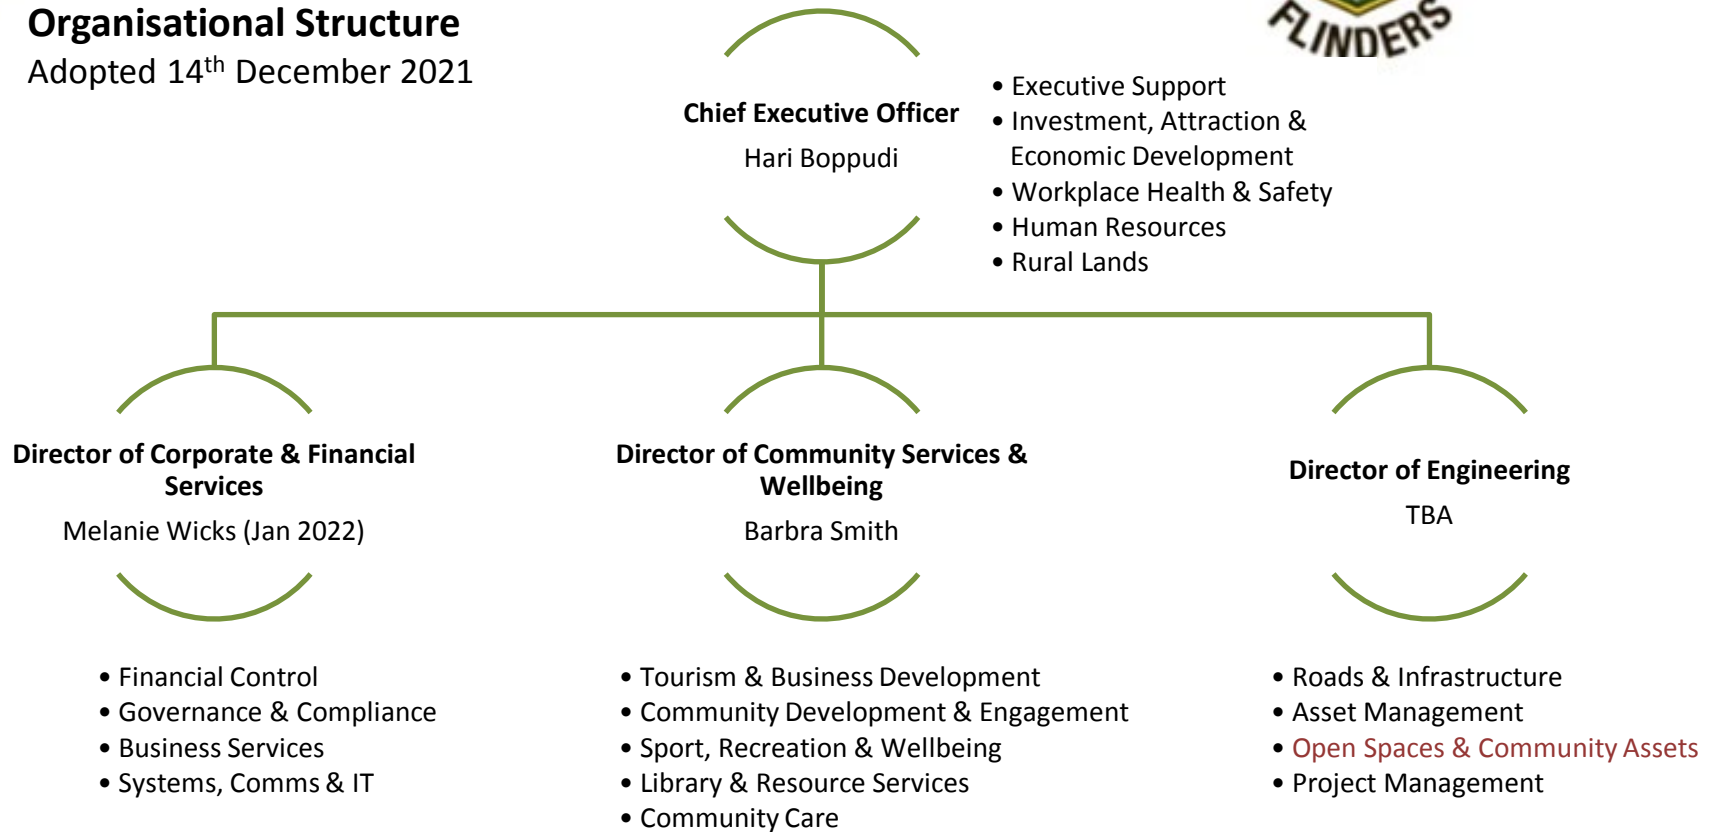 Organisational Structure
Adopted 14th December 2021
FLINDERS
Chief Executive Officer
Hari Boppudi
• Executive Support
• Investment, Attraction &
Economic Development
• Workplace Health & Safety
• Human Resources
• Rural Lands
Director of Corporate & Financial
Services
Melanie Wicks (Jan 2022)
• Financial Control
• Governance & Compliance
• Business Services
• Systems, Comms & IT
Director of Community Services &
Wellbeing
Barbra Smith
• Tourism & Business Development
• Community Development & Engagement
• Sport, Recreation & Wellbeing
• Library & Resource Services
• Community Care
Director of Engineering
TBA
• Roads & Infrastructure
• Asset Management
• Open Spaces & Community Assets
• Project Management